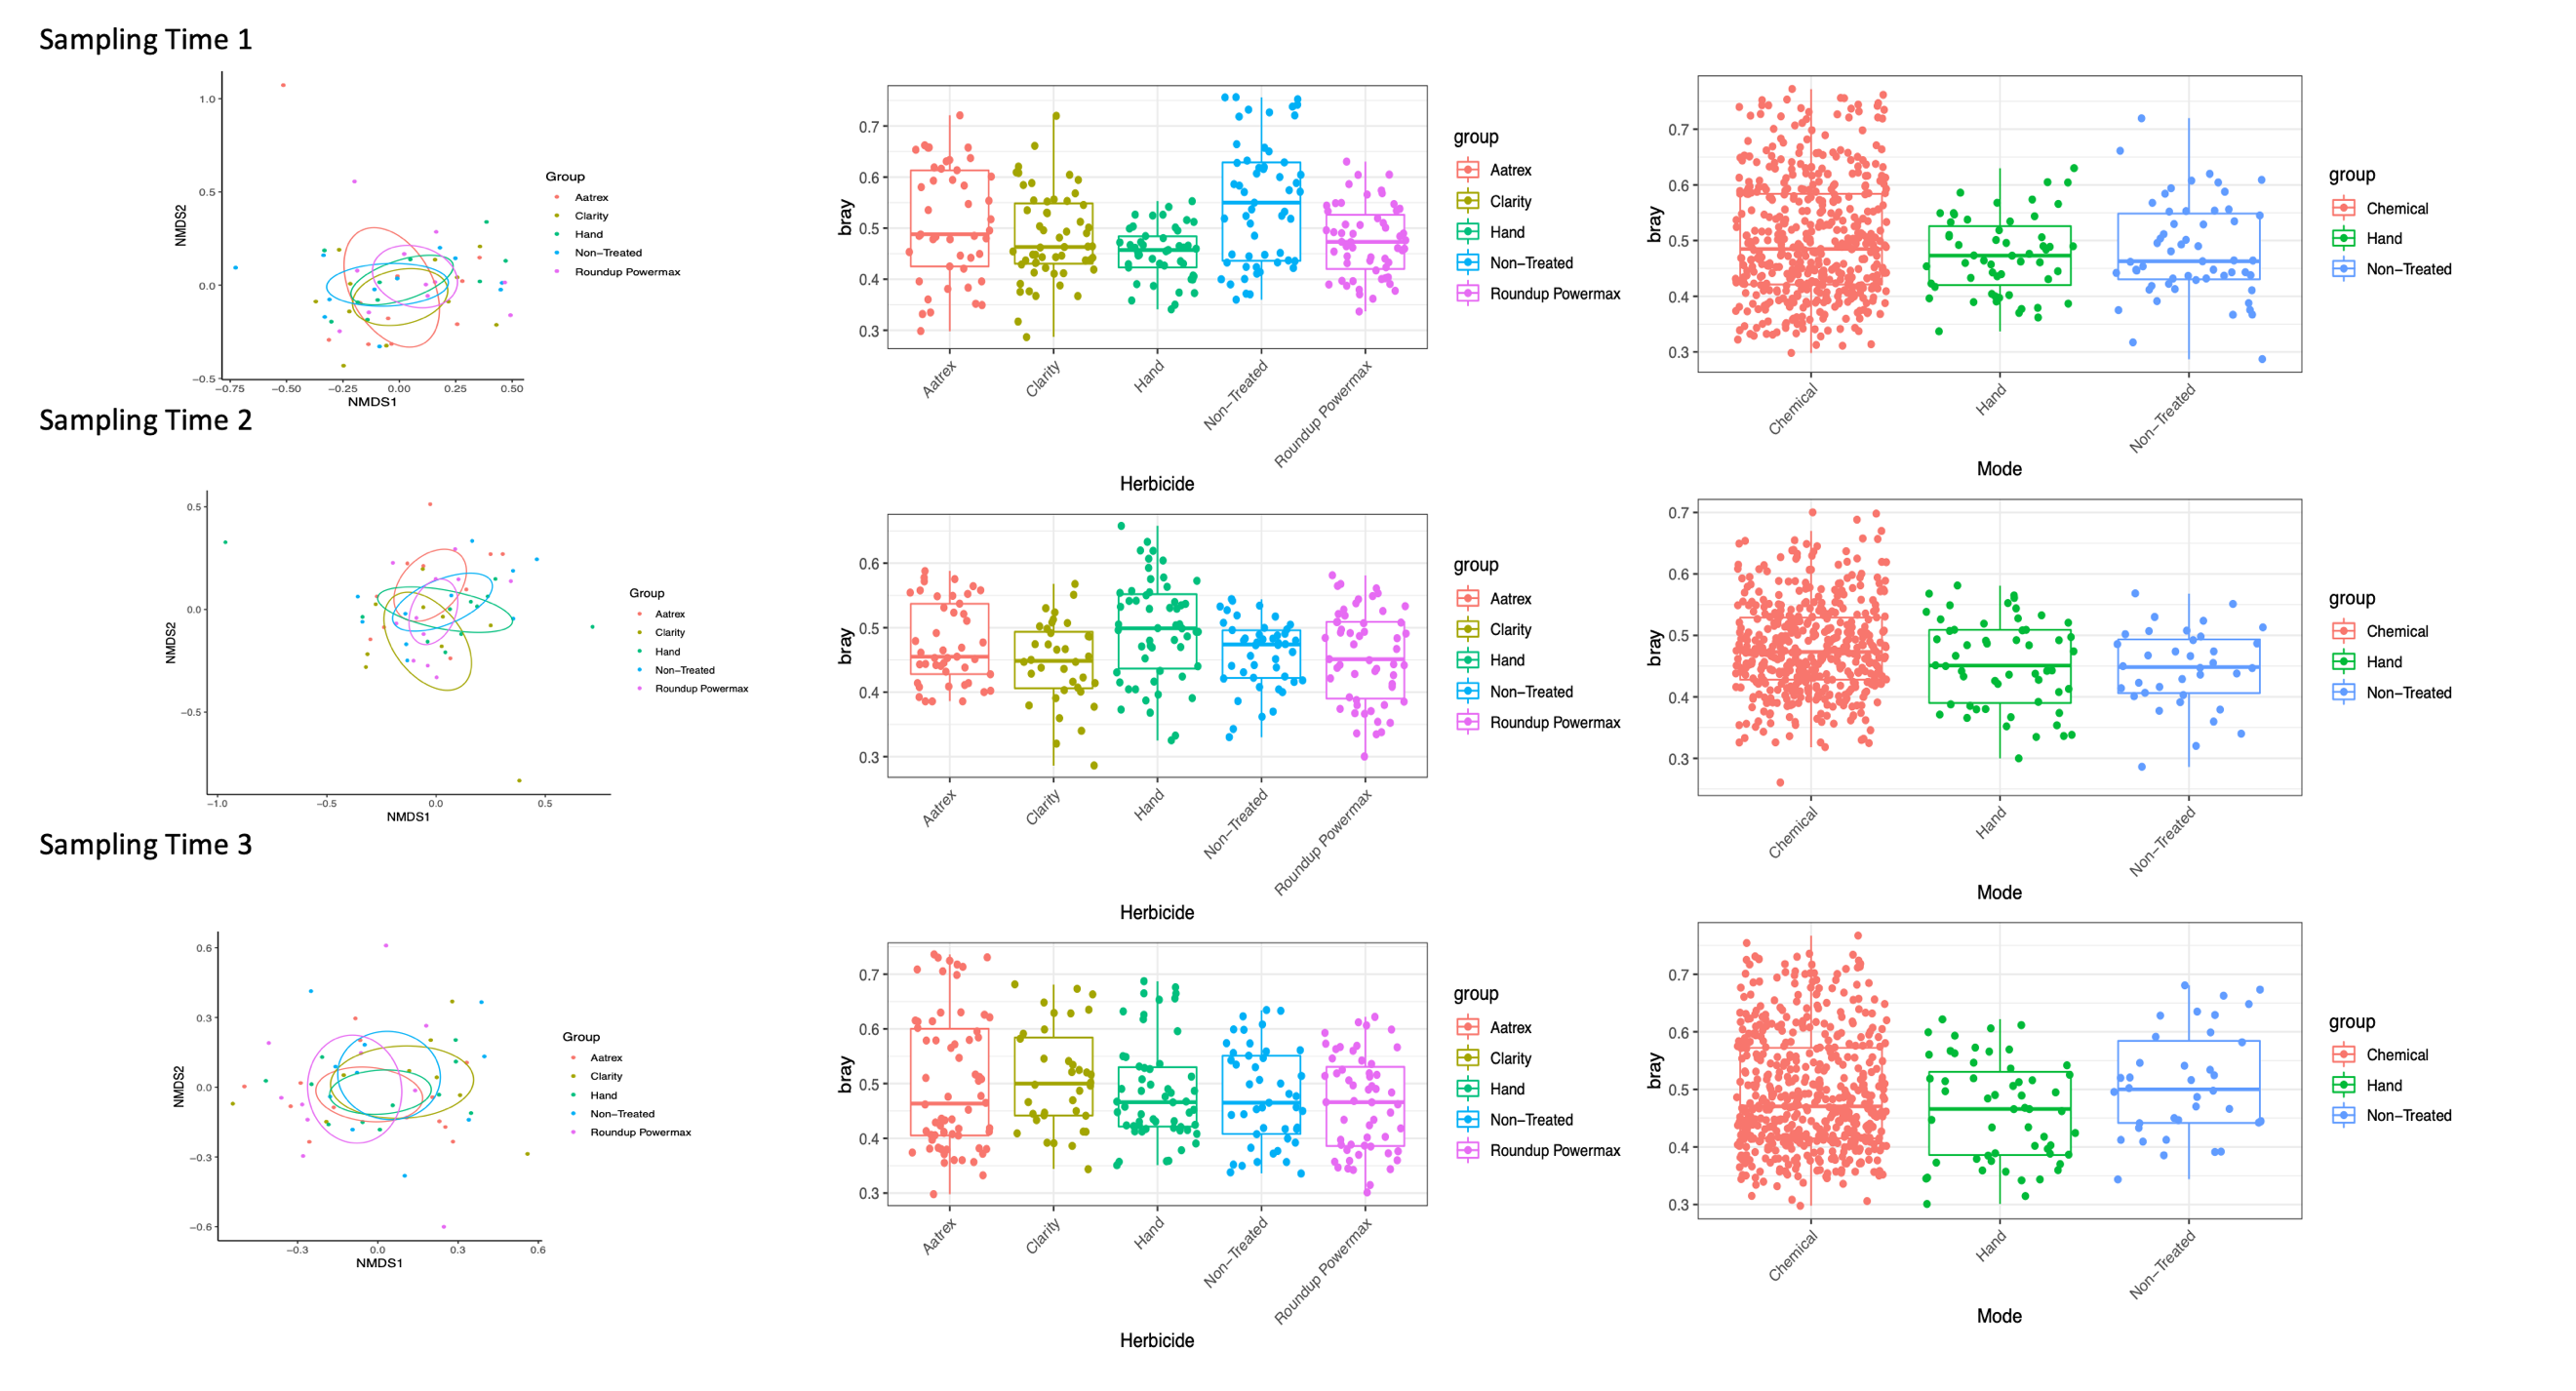 Sampling Time 1
1.0
0.5
0.0
−0.5
NMDS2
−0.75 −0.50 −0.25 0.00 0.25 0.50
NMDS1
Group
Aatrex
Clarity
Hand
Non−Treated
Roundup Powermax
0.7
0.6
0.5
0.4
0.3
bray
Aatrex
Clarity
Hand
Non−Treated
Roundup Powermax
Herbicide
group
Aatrex
Clarity
Hand
Non−Treated
Roundup Powermax
0.7
0.6
0.5
0.4
0.3
bray
Chemical
Hand
Non−Treated
Mode
group
Chemical
Hand
Non−Treated
Sampling Time 2
0.5
0.0
−0.5
NMDS2
−1.0 −0.5 0.0 0.5
NMDS1
Group
Aatrex
Clarity
Hand
Non−Treated
Roundup Powermax
0.6
0.5
0.4
0.3
bray
Aatrex
Clarity
Hand
Non−Treated
Roundup Powermax
Herbicide
group
Aatrex
Clarity
Hand
Non−Treated
Roundup Powermax
0.7
0.6
0.5
0.4
0.3
bray
Chemical
Hand
Non−Treated
Mode
group
Chemical
Hand
Non−Treated
Sampling Time 3
0.6
0.3
0.0
−0.3
−0.6
NMDS2
−0.3 0.0 0.3 0.6
NMDS1
Group
Aatrex
Clarity
Hand
Non−Treated
Roundup Powermax
0.7
0.6
0.5
0.4
0.3
bray
Aatrex
Clarity
Hand
Non−Treated
Roundup Powermax
Herbicide
group
Aatrex
Clarity
Hand
Non−Treated
Roundup Powermax
0.7
0.6
0.5
0.4
0.3
bray
Chemical
Hand
Non−Treated
Mode
group
Chemical
Hand
Non−Treated